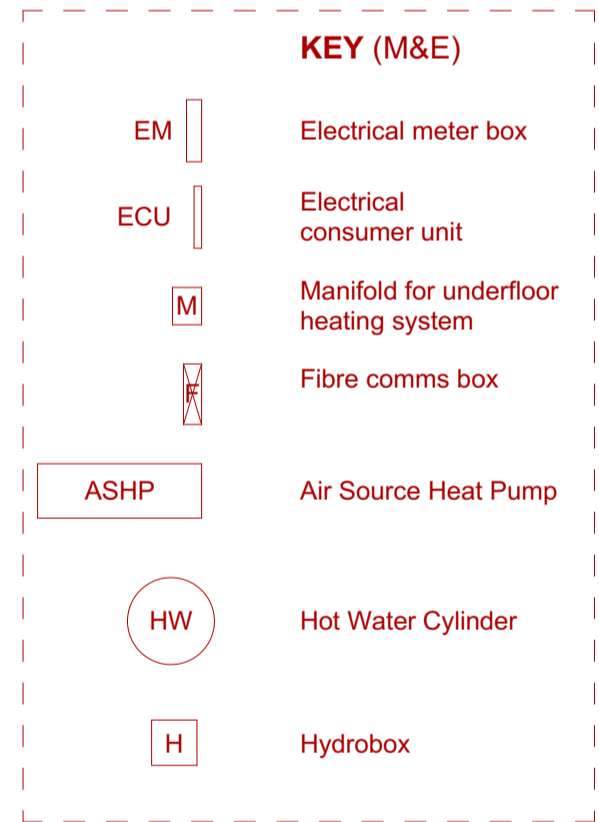 KEY (M&E)
EM Electrical meter box
ECU Electrical
consumer unit
M Manifold for underfloor
heating system
F Fibre comms box
ASHP Air Source Heat Pump
HW Hot Water Cylinder
H Hydrobox